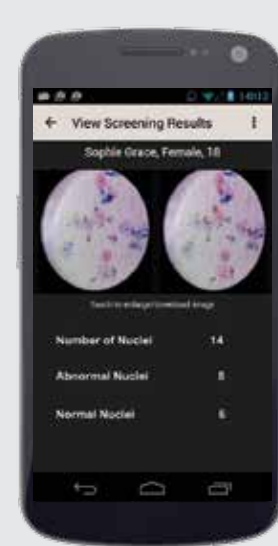 View Screening Results
Sophie Grace, Female, 18
Touch to enlarge/download image
Number of Nuclei 14
Abnormal Nuclei 8
Normal Nuclei 6